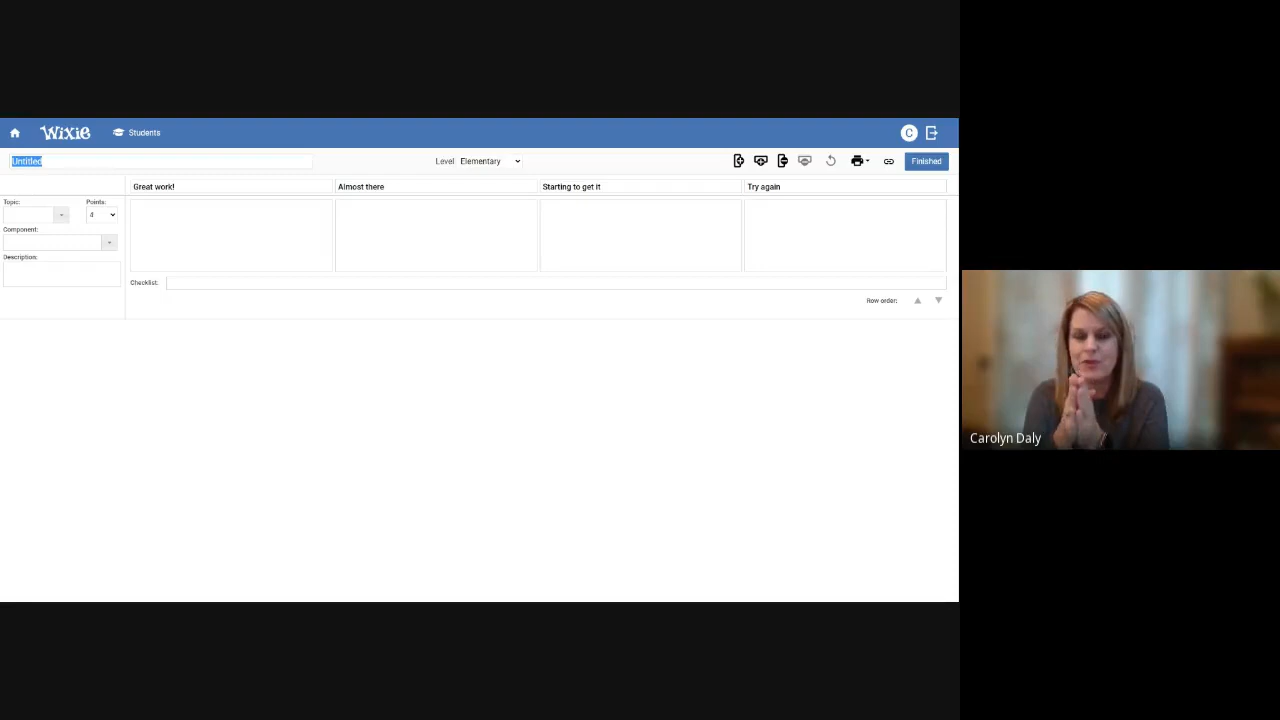 Wixie
Students
C
Untitled
Level Elementary
Finished
Great work!
Almost there
Starting to get it
Try again
Topic:
Points:
4
Component:
Description:
Checklist:
Row order:
Carolyn Daly